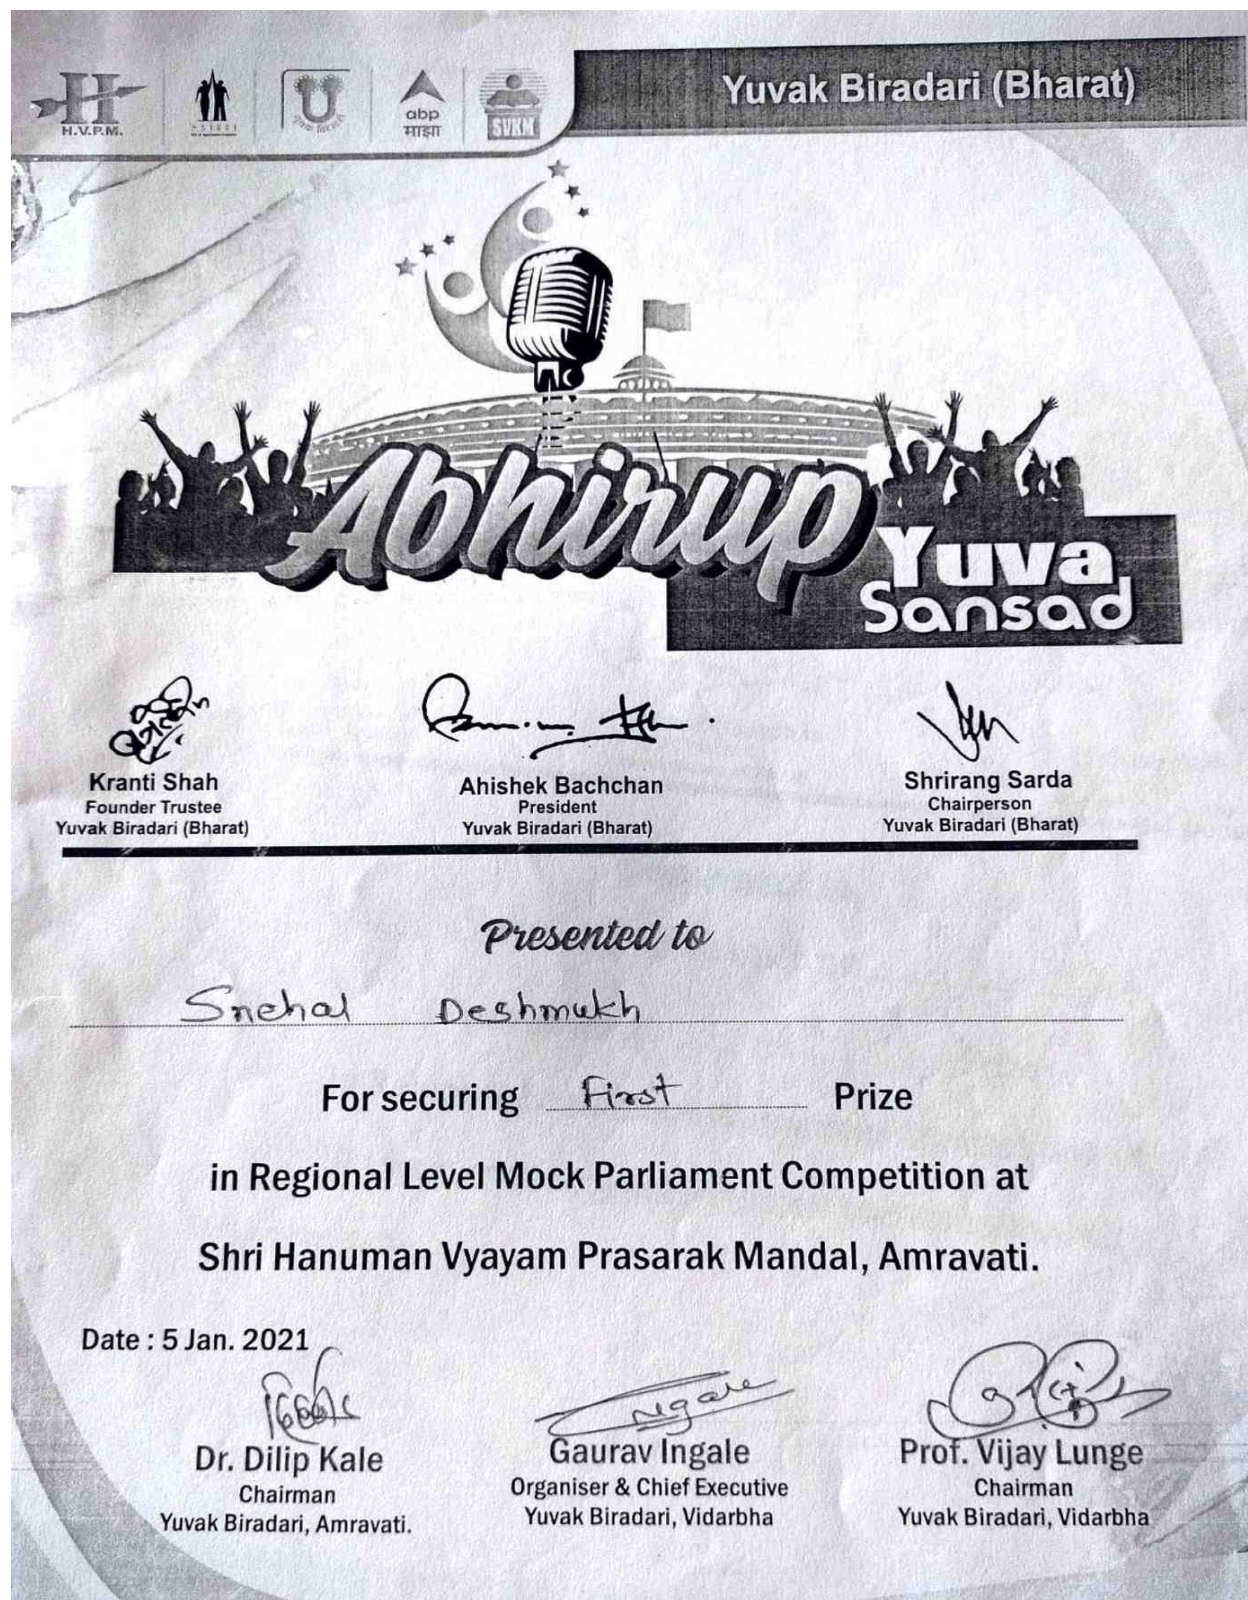 H.V.P.M.
abp
माझा
SVKM
Yuvak Biradari (Bharat)
Abhirup
Yuva
Sansad
Kranti Shah
Founder Trustee
Yuvak Biradari (Bharat)
Ahishek Bachchan
President
Yuvak Biradari (Bharat)
Shrirang Sarda
Chairperson
Yuvak Biradari (Bharat)
Presented to
Snehal Deshmukh
For securing First Prize
in Regional Level Mock Parliament Competition at
Shri Hanuman Vyayam Prasarak Mandal, Amravati.
Date : 5 Jan. 2021
Ngale
Dr. Dilip Kale
Chairman
Yuvak Biradari, Amravati.
Gaurav Ingale
Organiser & Chief Executive
Yuvak Biradari, Vidarbha
Prof. Vijay Lunge
Chairman
Yuvak Biradari, Vidarbha